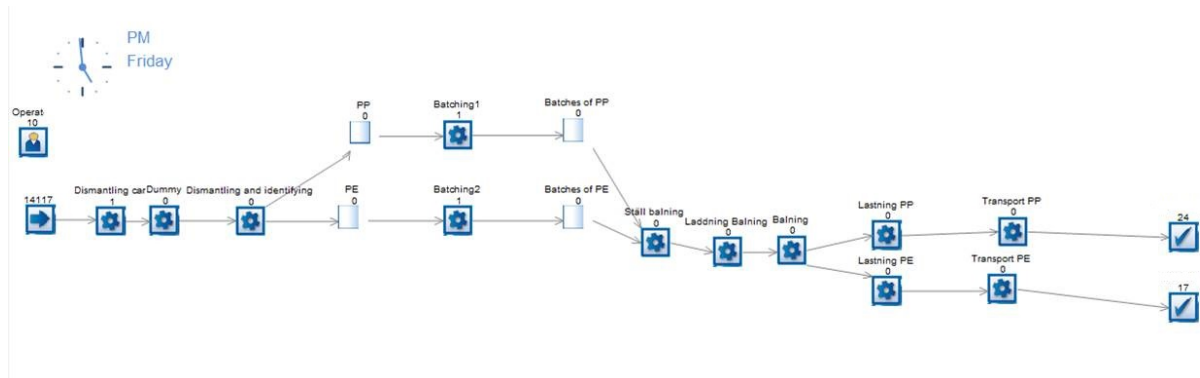 PM
Friday
Operat
10
PP
0
Batching1
1
Batches of PP
0
14117
Dismantling car
1
Dummy
0
Dismantling and identifying
0
PE
0
Batching2
1
Batches of PE
0
Ställ balning
0
Laddning Balning
0
Balning
0
Lastning PP
0
Transport PP
0
24
Lastning PE
0
Transport PE
0
17